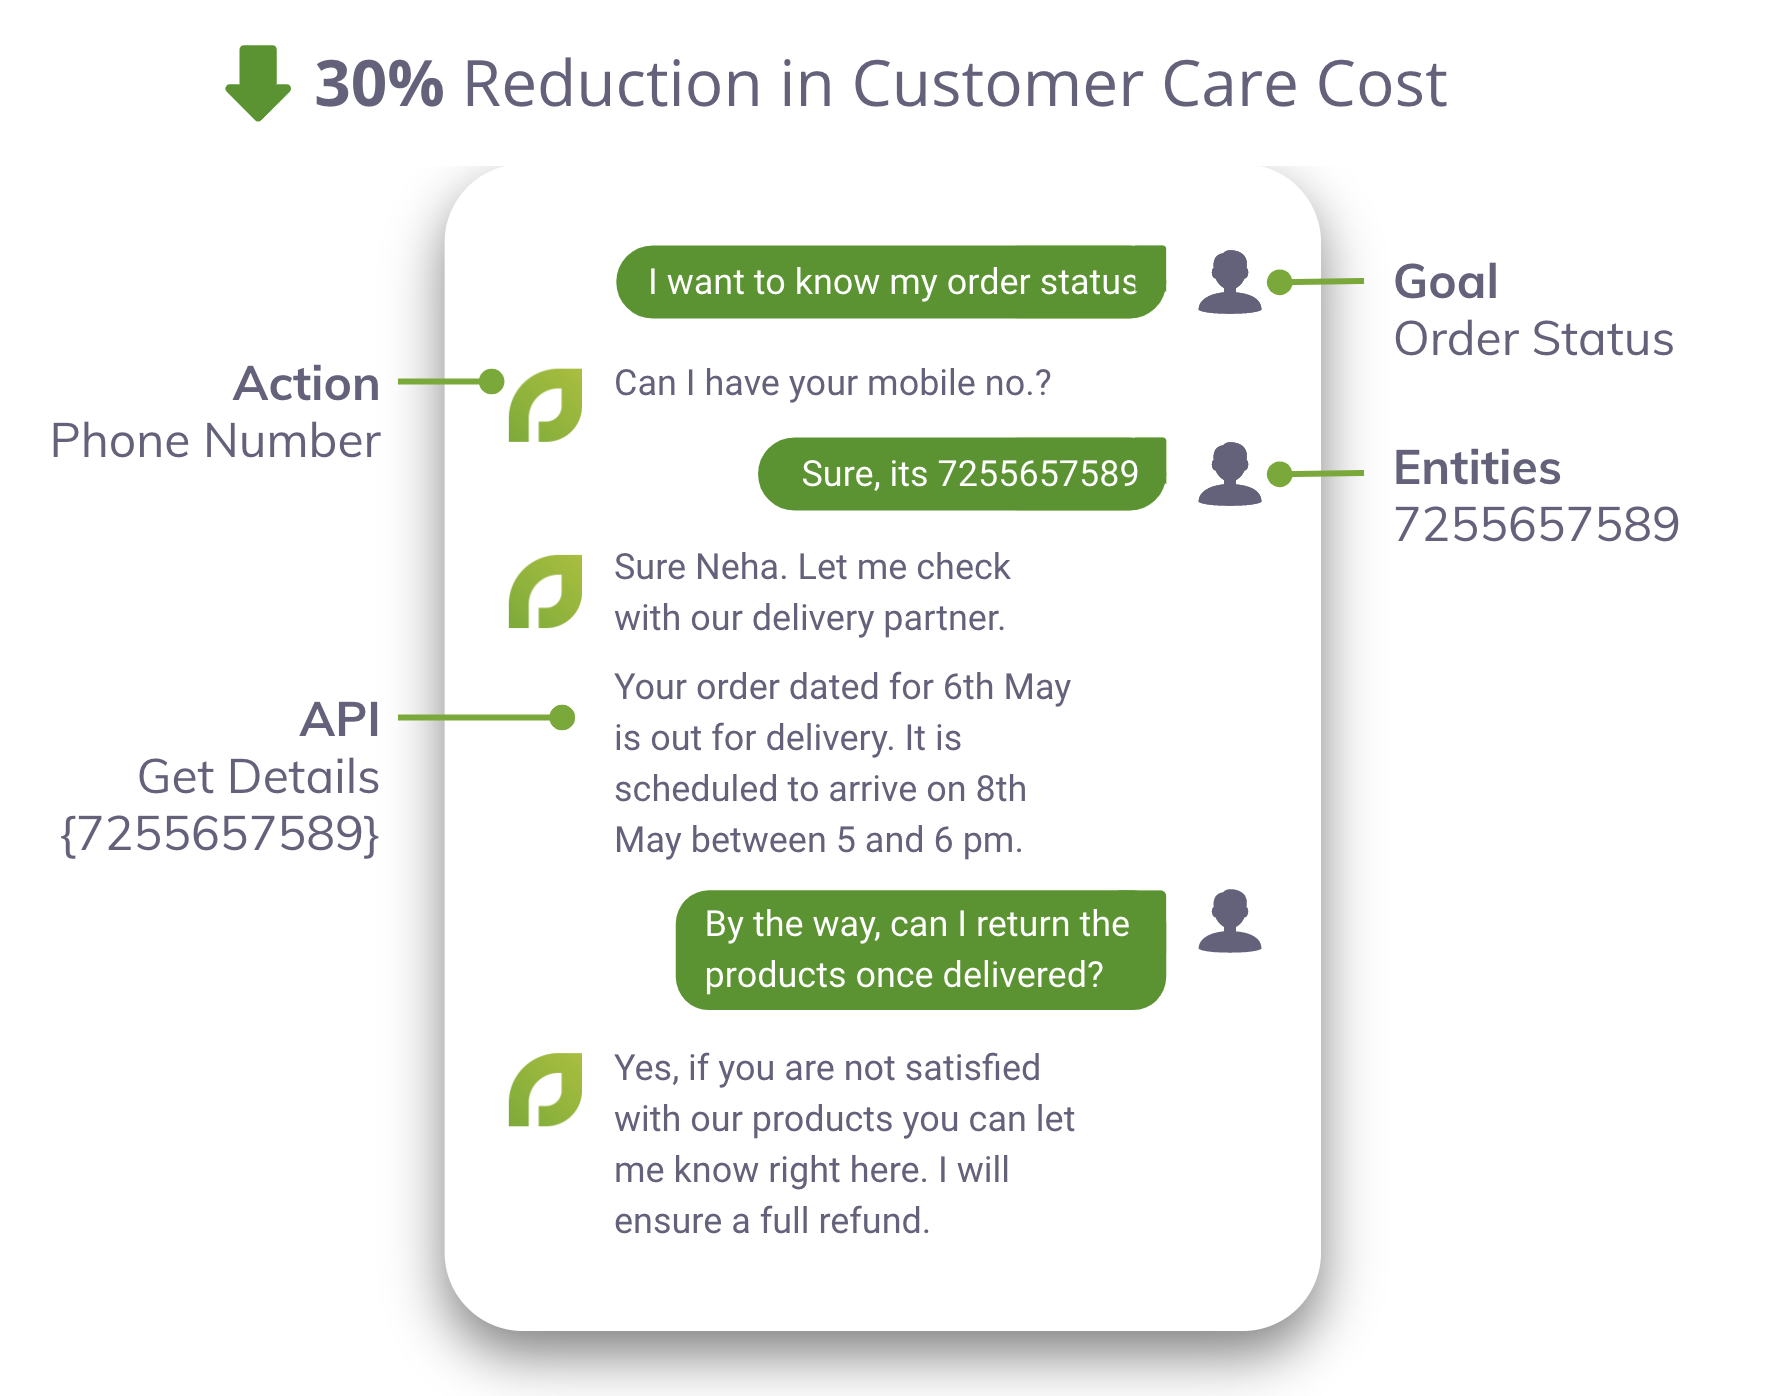 30% Reduction in Customer Care Cost
I want to know my order status
Goal
Order Status
Action
Phone Number
Can I have your mobile no.?
Sure, its 7255657589
Entities
7255657589
Sure Neha. Let me check
with our delivery partner.
API
Get Details
{7255657589}
Your order dated for 6th May
is out for delivery. It is
scheduled to arrive on 8th
May between 5 and 6 pm.
By the way, can I return the
products once delivered?
Yes, if you are not satisfied
with our products you can let
me know right here. I will
ensure a full refund.